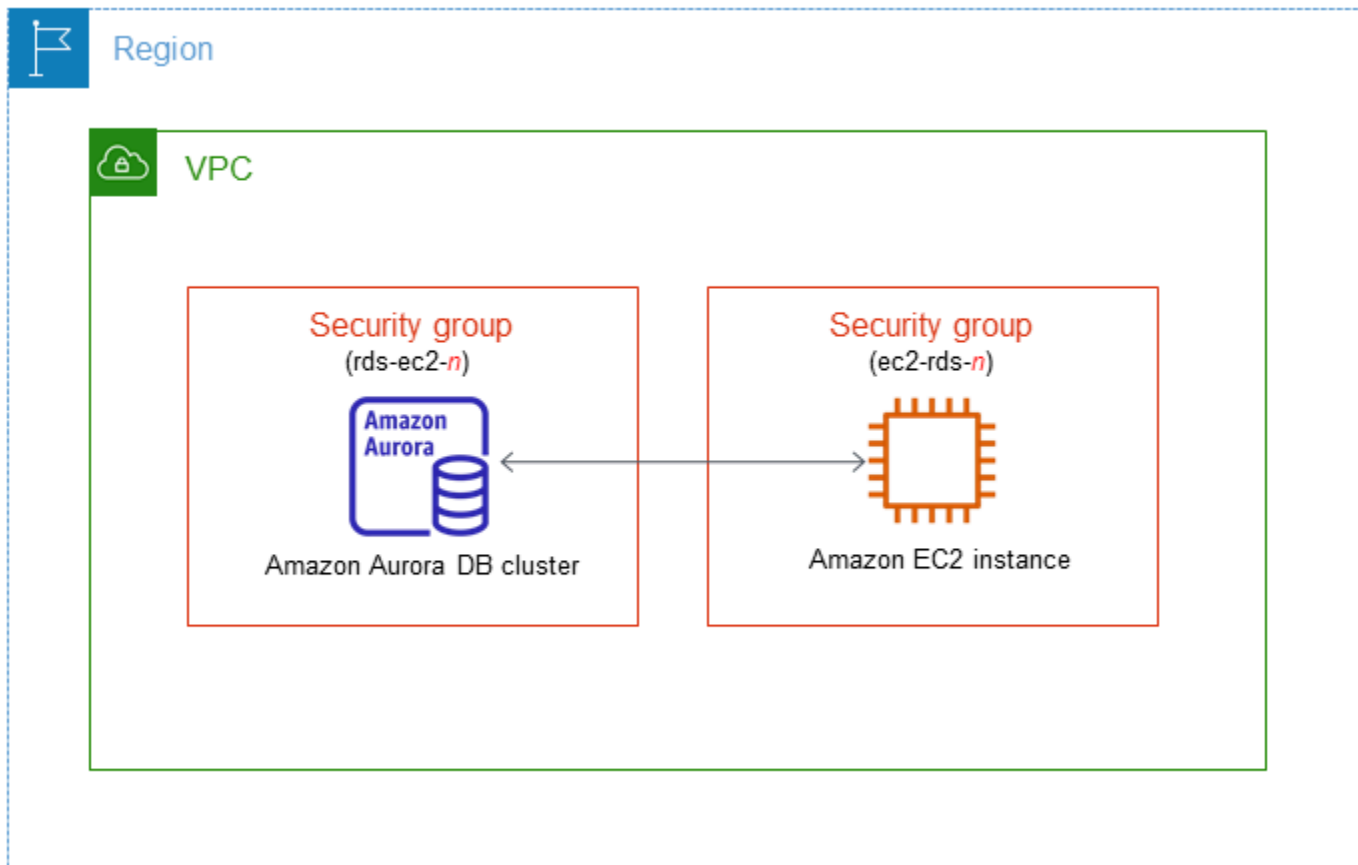 Region
VPC
Security group
(rds-ec2-n)
Amazon
Aurora
Amazon Aurora DB cluster
Security group
(ec2-rds-n)
Amazon EC2 instance